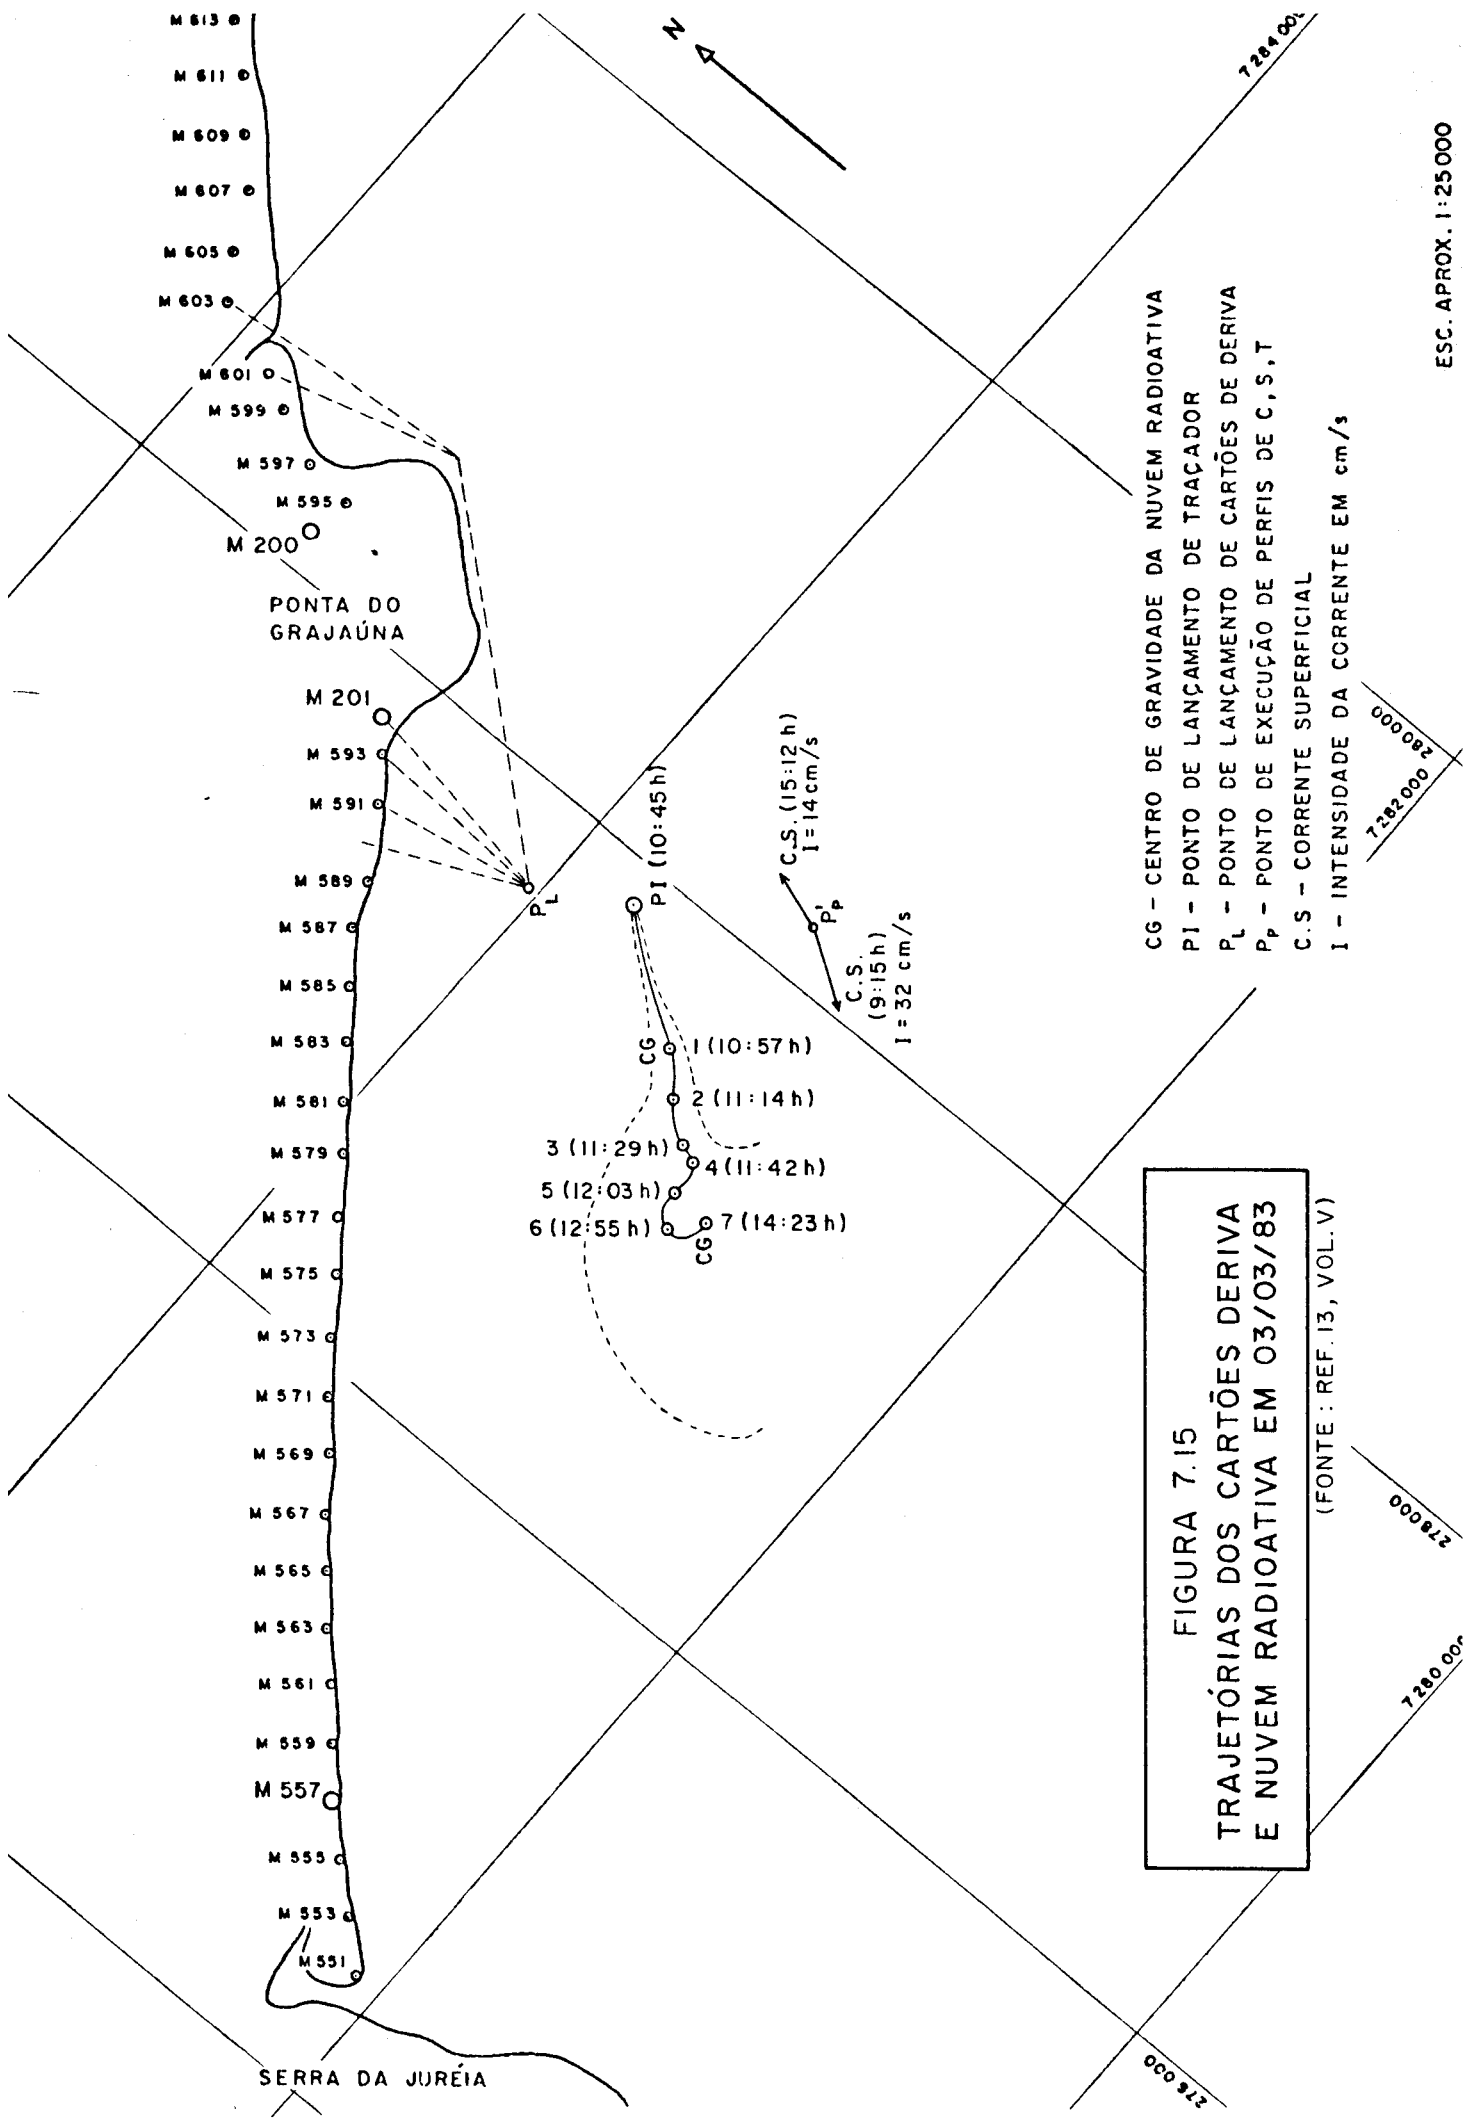 M 613
M 611
M 609
M 607
M 605
M 603
M 601
M 599
M 597
M 595
M 200
PONTA DO
GRAJAÚNA
M 201
M 593
M 591
M 589
M 587
M 585
M 583
M 581
M 579
M 577
M 575
M 573
M 571
M 569
M 567
M 565
M 563
M 561
M 559
M 557
M 555
M 553
M 551
SERRA DA JURÉIA
N
7284000
P_L
PI (10:45h)
CG
1 (10:57h)
2 (11:14h)
3 (11:29h)
4 (11:42h)
5 (12:03h)
6 (12:55h)
7 (14:23h)
CG
C.S. (15:12h)
I=14cm/s
P'_P
C.S.
(9:15h)
I=32 cm/s
280000
7282000
278000
7280000
276000
CG – CENTRO DE GRAVIDADE DA NUVEM RADIOATIVA
PI – PONTO DE LANÇAMENTO DE TRAÇADOR
P_L – PONTO DE LANÇAMENTO DE CARTÕES DE DERIVA
P_P – PONTO DE EXECUÇÃO DE PERFIS DE C,S,T
C.S – CORRENTE SUPERFICIAL
I – INTENSIDADE DA CORRENTE EM cm/s
ESC. APROX. 1:25000
FIGURA 7.15
TRAJETÓRIAS DOS CARTÕES DERIVA
E NUVEM RADIOATIVA EM 03/03/83
(FONTE: REF. 13, VOL. V)